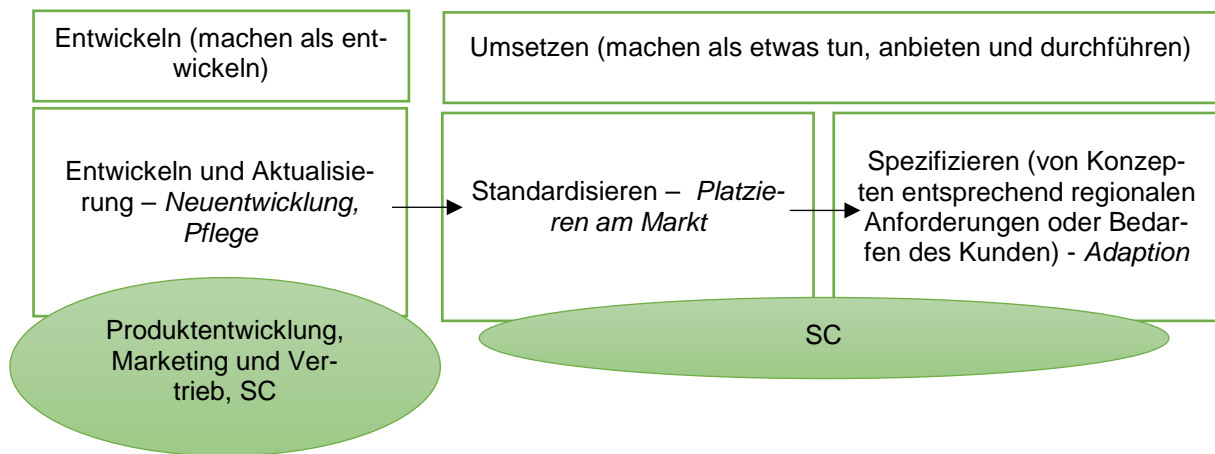 Entwickeln (machen als ent-
wickeln)
Umsetzen (machen als etwas tun, anbieten und durchführen)
Entwickeln und Aktualisie-
rung – Neuentwicklung,
Pflege
Standardisieren – Platzie-
ren am Markt
Spezifizieren (von Konzep-
ten entsprechend regionalen
Anforderungen oder Bedar-
fen des Kunden) - Adaption
Produktentwicklung,
Marketing und Ver-
trieb, SC
SC